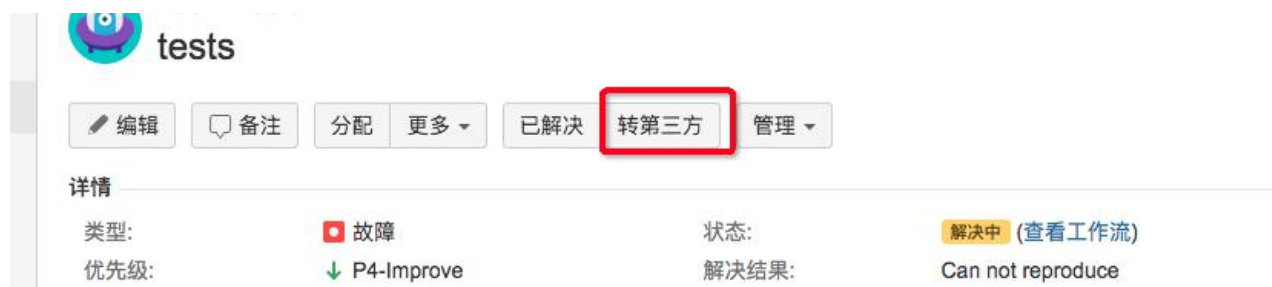 tests
编辑 备注 分配 更多 已解决 转第三方 管理
详情
类型: 故障 状态: 解决中 (查看工作流)
优先级: P4-Improve 解决结果: Can not reproduce